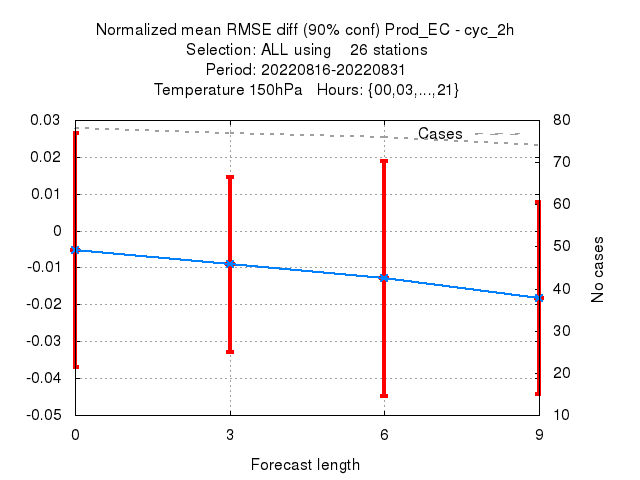 Normalized mean RMSE diff (90% conf) Prod_EC - cyc_2h
Selection: ALL using    26 stations
Period: 20220816-20220831
Temperature 150hPa   Hours: {00,03,...,21}
0.03
0.02
0.01
0
-0.01
-0.02
-0.03
-0.04
-0.05
Cases
80
70
60
50
40
30
20
10
No cases
0 3 6 9
Forecast length